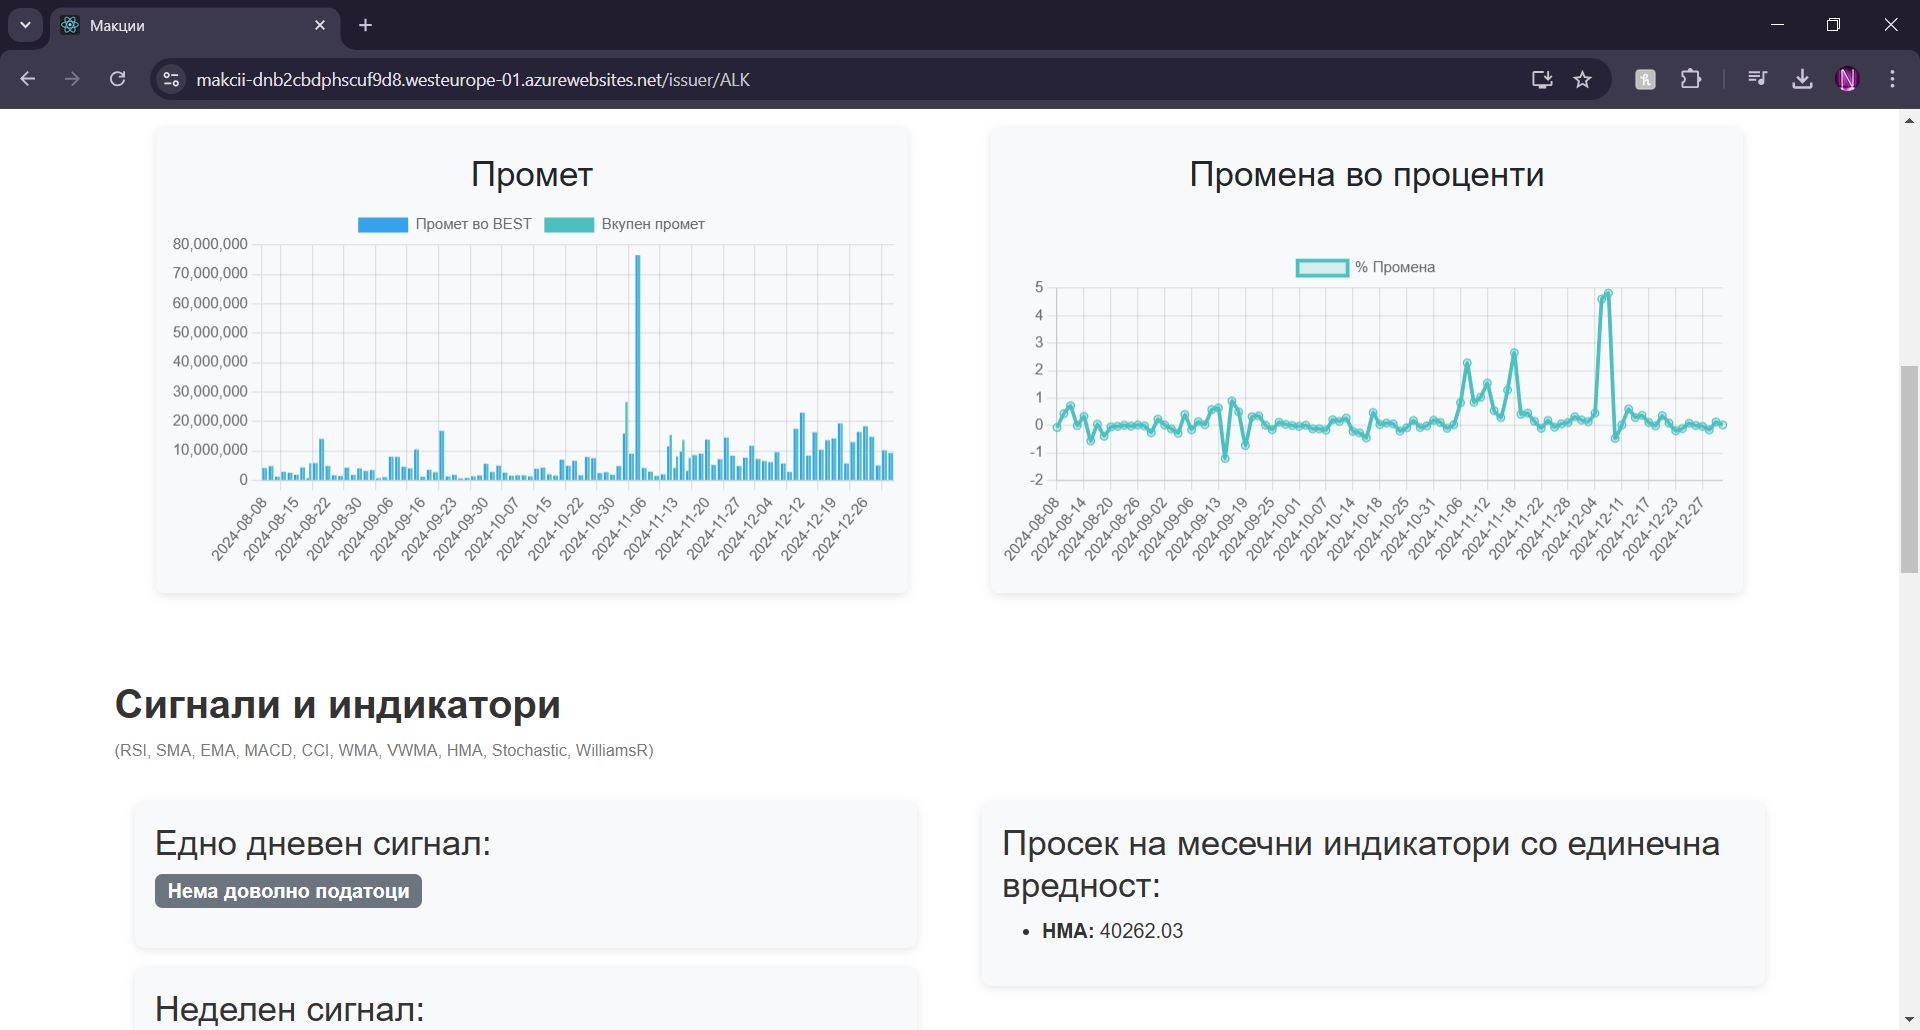 Макции
makcii-dnb2cbdphscuf9d8.westeurope-01.azurewebsites.net/issuer/ALK
Промет
Промет во BEST Вкупен промет
80,000,000
70,000,000
60,000,000
50,000,000
40,000,000
30,000,000
20,000,000
10,000,000
0
2024-08-08 2024-08-15 2024-08-22 2024-08-30 2024-09-06 2024-09-16 2024-09-23 2024-09-30 2024-10-07 2024-10-15 2024-10-22 2024-10-30 2024-11-06 2024-11-13 2024-11-20 2024-11-27 2024-12-04 2024-12-12 2024-12-19 2024-12-26
Промена во проценти
% Промена
5
4
3
2
1
0
-1
-2
2024-08-08 2024-08-14 2024-08-20 2024-08-26 2024-09-02 2024-09-06 2024-09-13 2024-09-19 2024-09-25 2024-10-01 2024-10-07 2024-10-14 2024-10-18 2024-10-25 2024-10-31 2024-11-06 2024-11-12 2024-11-18 2024-11-22 2024-11-28 2024-12-04 2024-12-11 2024-12-17 2024-12-23 2024-12-27
Сигнали и индикатори
(RSI, SMA, EMA, MACD, CCI, WMA, VWMA, HMA, Stochastic, WilliamsR)
Едно дневен сигнал:
Нема доволно податоци
Неделен сигнал:
Просек на месечни индикатори со единечна
вредност:
• HMA: 40262.03